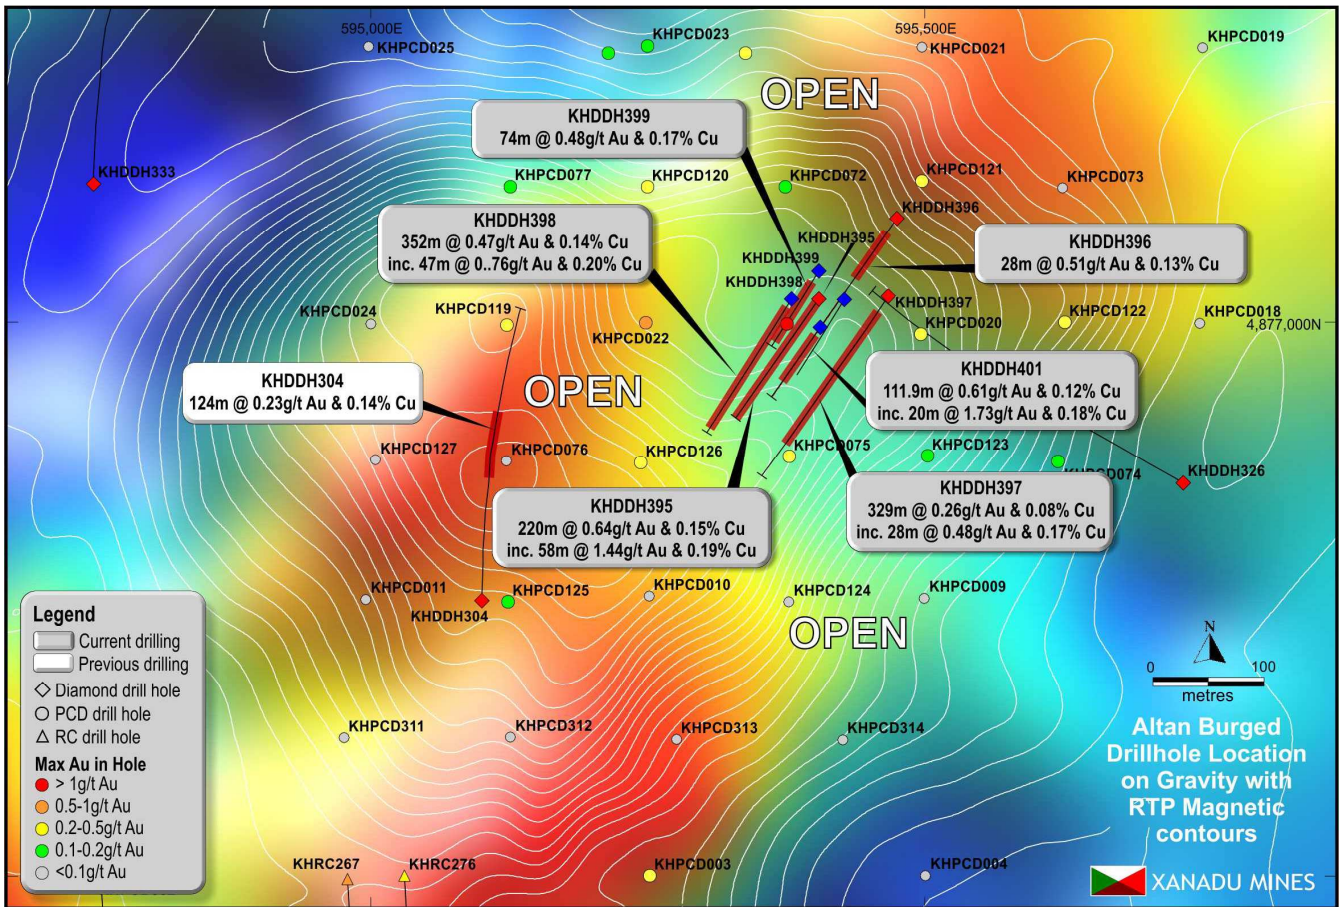 595,000E
595,500E
KHPCD025
KHPCD023
KHPCD021
KHPCD019
OPEN
KHDDH399
74m @ 0.48g/t Au & 0.17% Cu
KHDDH333
KHPCD077
KHPCD120
KHPCD072
KHPCD121
KHPCD073
KHDDH396
KHDDH398
352m @ 0.47g/t Au & 0.14% Cu
inc. 47m @ 0..76g/t Au & 0.20% Cu
KHDDH395
KHDDH399
KHDDH398
KHDDH396
28m @ 0.51g/t Au & 0.13% Cu
KHDDH397
KHPCD024
KHPCD119
KHPCD022
KHPCD020
KHPCD122
KHPCD018
4,877,000N
KHDDH304
124m @ 0.23g/t Au & 0.14% Cu
OPEN
KHDDH401
111.9m @ 0.61g/t Au & 0.12% Cu
inc. 20m @ 1.73g/t Au & 0.18% Cu
KHPCD127
KHPCD076
KHPCD126
KHPCD075
KHPCD123
CD074
KHDDH326
KHDDH395
220m @ 0.64g/t Au & 0.15% Cu
inc. 58m @ 1.44g/t Au & 0.19% Cu
KHDDH397
329m @ 0.26g/t Au & 0.08% Cu
inc. 28m @ 0.48g/t Au & 0.17% Cu
KHPCD011
KHDDH304
KHPCD125
KHPCD010
KHPCD124
KHPCD009
OPEN
KHPCD311
KHPCD312
KHPCD313
KHPCD314
KHRC267
KHRC276
KHPCD003
KHPCD004
Legend
Current drilling
Previous drilling
Diamond drill hole
PCD drill hole
RC drill hole
Max Au in Hole
> 1g/t Au
0.5-1g/t Au
0.2-0.5g/t Au
0.1-0.2g/t Au
<0.1g/t Au
N
0 100
metres
Altan Burged
Drillhole Location
on Gravity with
RTP Magnetic
contours
XANADU MINES